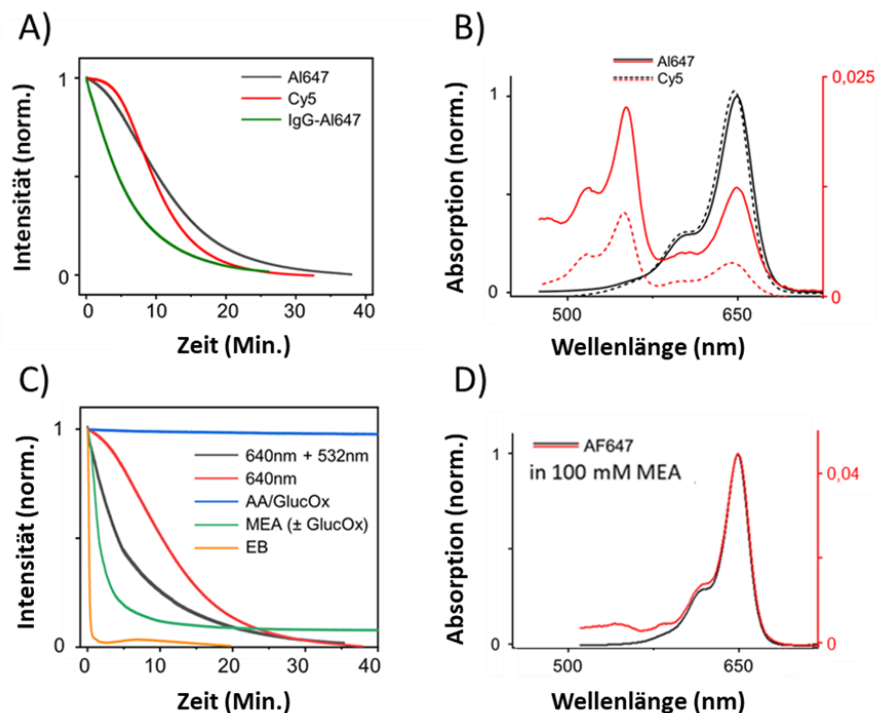 A)
Intensität (norm.)
1
0
Al647
Cy5
IgG-Al647
0 10 20 30 40
Zeit (Min.)
B)
Absorption (norm.)
Al647
Cy5
1
0
0,025
0
500 650
Wellenlänge (nm)
C)
Intensität (norm.)
1
0
640nm + 532nm
640nm
AA/GlucOx
MEA (± GlucOx)
EB
0 10 20 30 40
Zeit (Min.)
D)
Absorption (norm.)
AF647
in 100 mM MEA
1
0
0,04
0
500 650
Wellenlänge (nm)